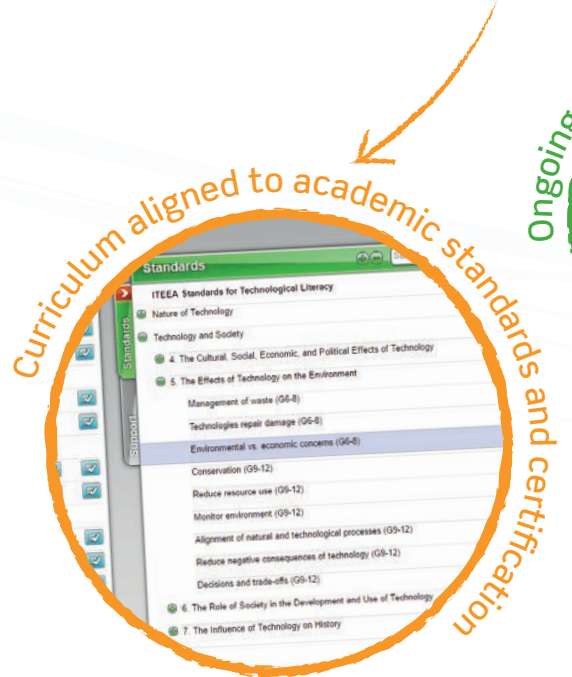 Ongoing
Curriculum aligned to academic standards and certification
Standards
ITEEA Standards for Technological Literacy
Nature of Technology
Technology and Society
4. The Cultural, Social, Economic, and Political Effects of Technology
5. The Effects of Technology on the Environment
Management of waste (G6-8)
Technologies repair damage (G6-8)
Environmental vs. economic concerns (G6-8)
Conservation (G9-12)
Reduce resource use (G9-12)
Monitor environment (G9-12)
Alignment of natural and technological processes (G9-12)
Reduce negative consequences of technology (G9-12)
Decisions and trade-offs (G9-12)
6. The Role of Society in the Development and Use of Technology
7. The Influence of Technology on History
Standards
Support